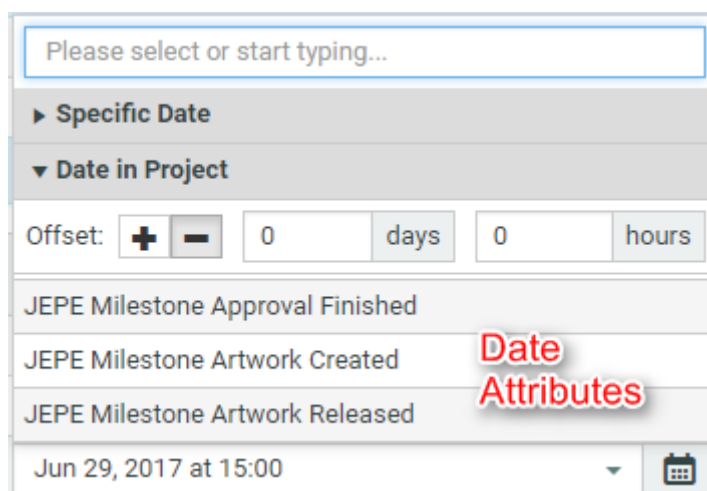 Please select or start typing...
Specific Date
Date in Project
Offset: 0 days 0 hours
JEPE Milestone Approval Finished
JEPE Milestone Artwork Created
JEPE Milestone Artwork Released
Date
Attributes
Jun 29, 2017 at 15:00